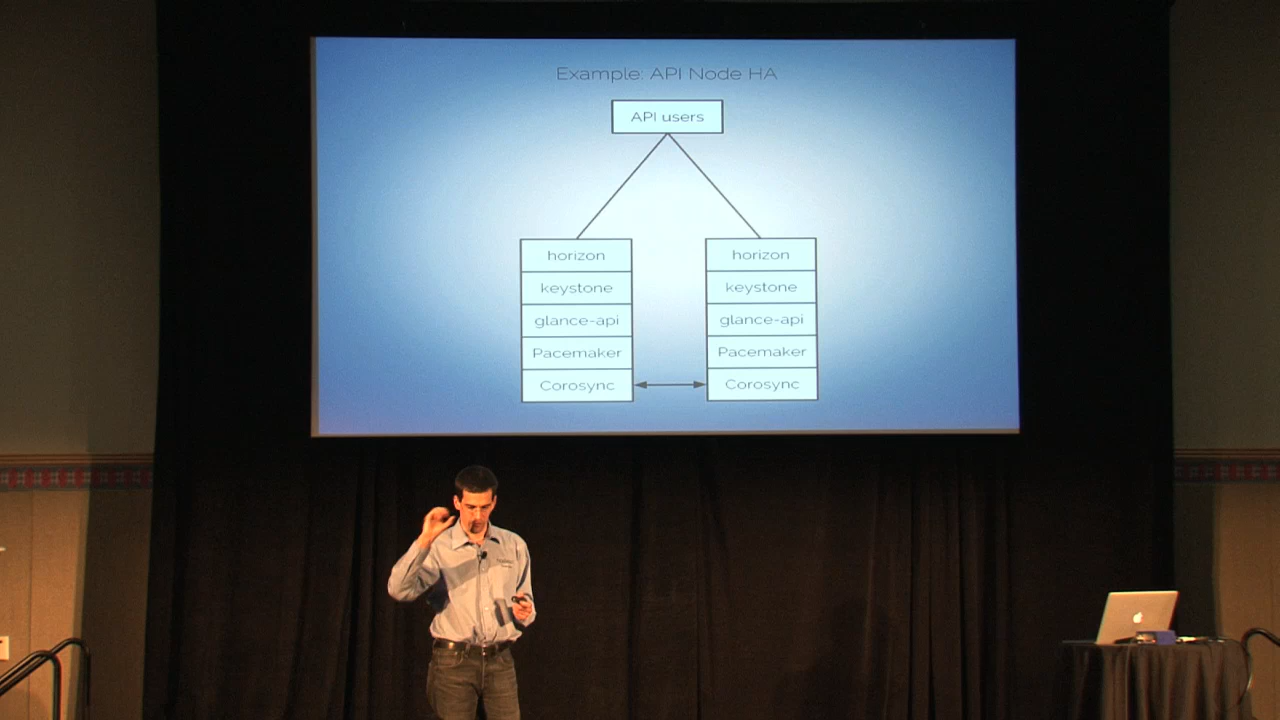 Example: API Node HA
API users
horizon
keystone
glance-api
Pacemaker
Corosync
horizon
keystone
glance-api
Pacemaker
Corosync